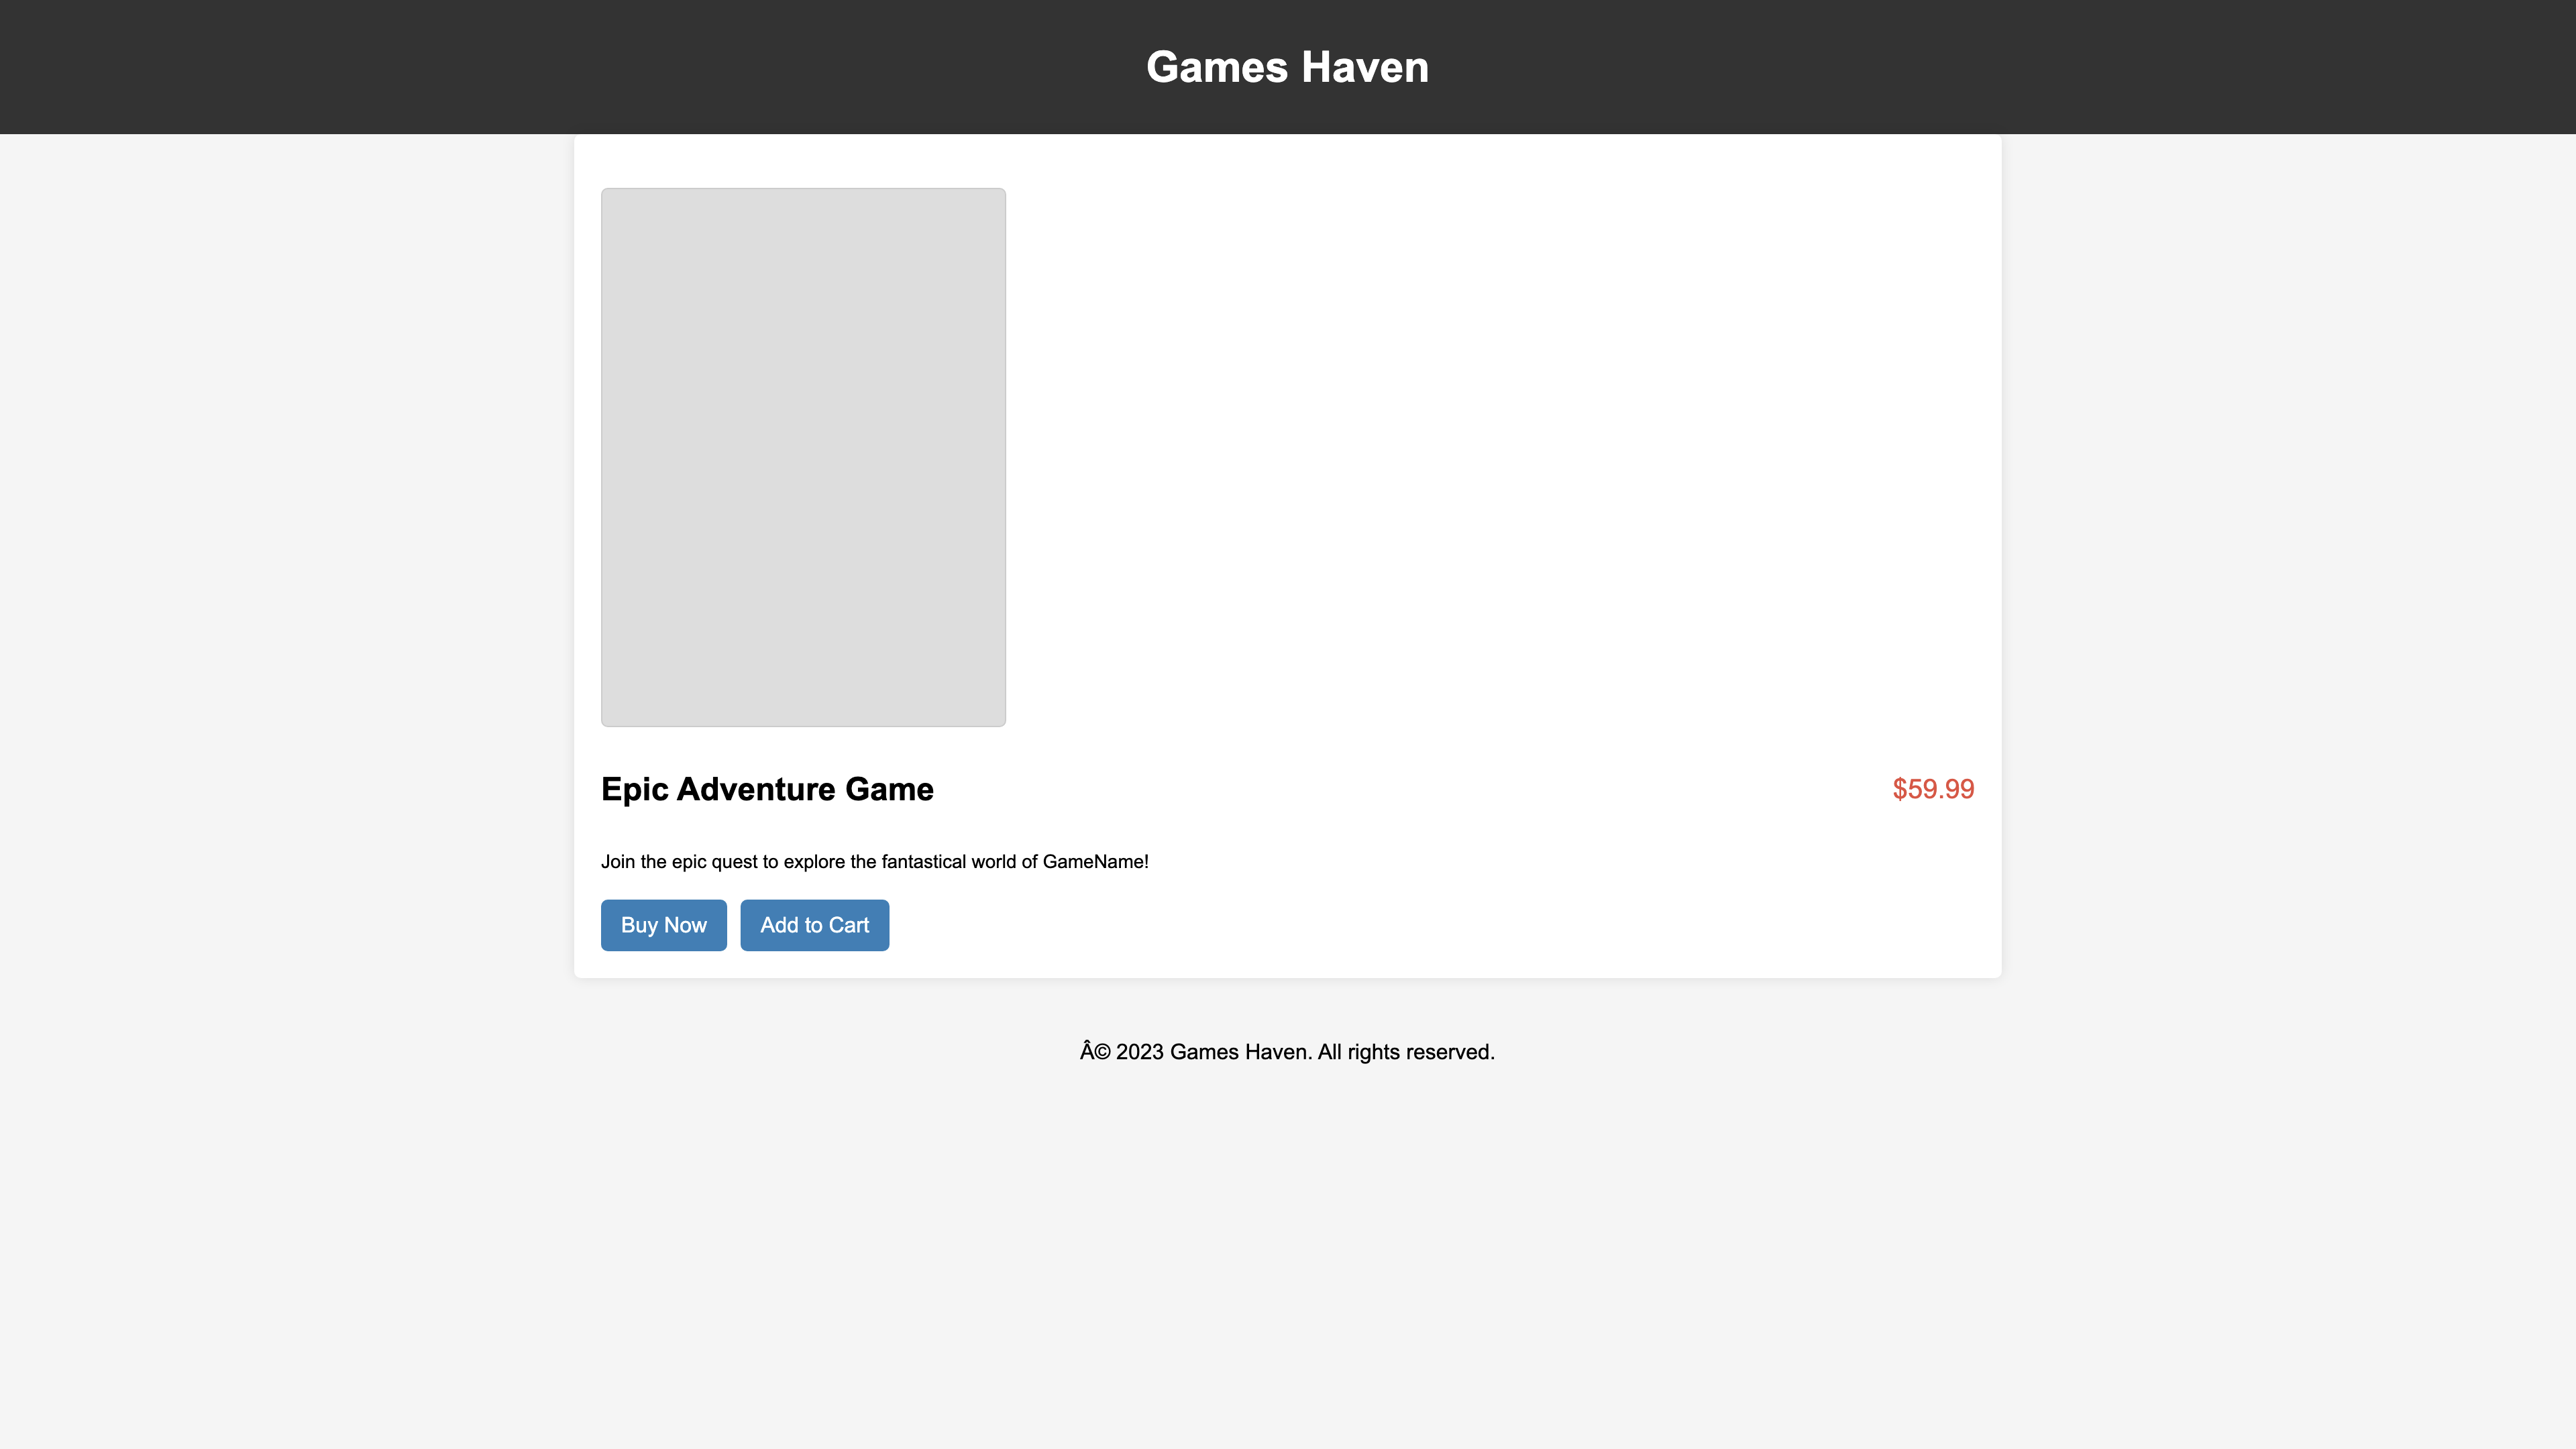 Games Haven
Epic Adventure Game
$59.99
Join the epic quest to explore the fantastical world of GameName!
Buy Now
Add to Cart
Â© 2023 Games Haven. All rights reserved.